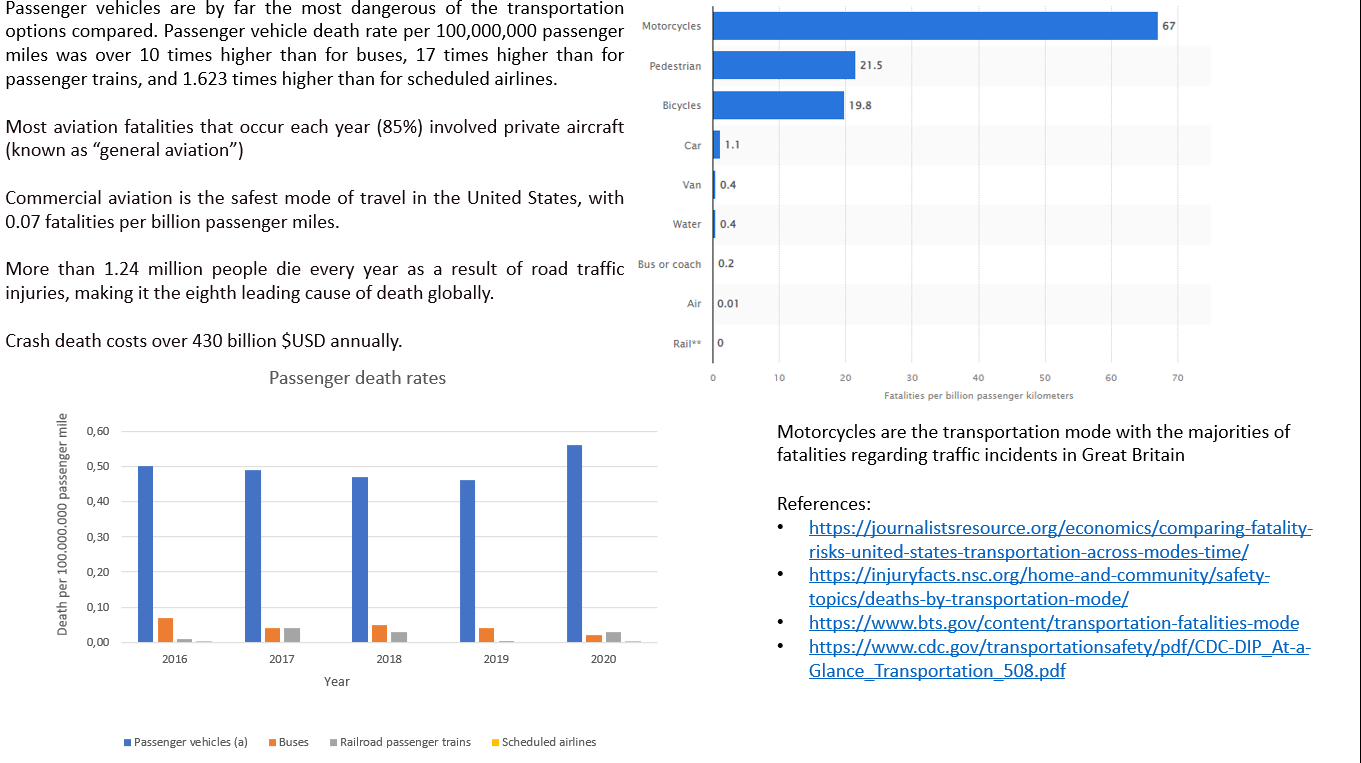 Passenger vehicles are by far the most dangerous of the transportation
options compared. Passenger vehicle death rate per 100,000,000 passenger
miles was over 10 times higher than for buses, 17 times higher than for
passenger trains, and 1.623 times higher than for scheduled airlines.
Most aviation fatalities that occur each year (85%) involved private aircraft
(known as “general aviation”)
Commercial aviation is the safest mode of travel in the United States, with
0.07 fatalities per billion passenger miles.
More than 1.24 million people die every year as a result of road traffic
injuries, making it the eighth leading cause of death globally.
Crash death costs over 430 billion $USD annually.
Passenger death rates
Death per 100.000.000 passenger mile
0,60
0,50
0,40
0,30
0,20
0,10
0,00
2016 2017 2018 2019 2020
Year
Passenger vehicles (a) Buses Railroad passenger trains Scheduled airlines
Motorcycles 67
Pedestrian 21.5
Bicycles 19.8
Car 1.1
Van 0.4
Water 0.4
Bus or coach 0.2
Air 0.01
Rail** 0
0 10 20 30 40 50 60 70
Fatalities per billion passenger kilometers
Motorcycles are the transportation mode with the majorities of
fatalities regarding traffic incidents in Great Britain
References:
• https://journalistsresource.org/economics/comparing-fatality-
risks-united-states-transportation-across-modes-time/
• https://injuryfacts.nsc.org/home-and-community/safety-
topics/deaths-by-transportation-mode/
• https://www.bts.gov/content/transportation-fatalities-mode
• https://www.cdc.gov/transportationsafety/pdf/CDC-DIP_At-a-
Glance_Transportation_508.pdf